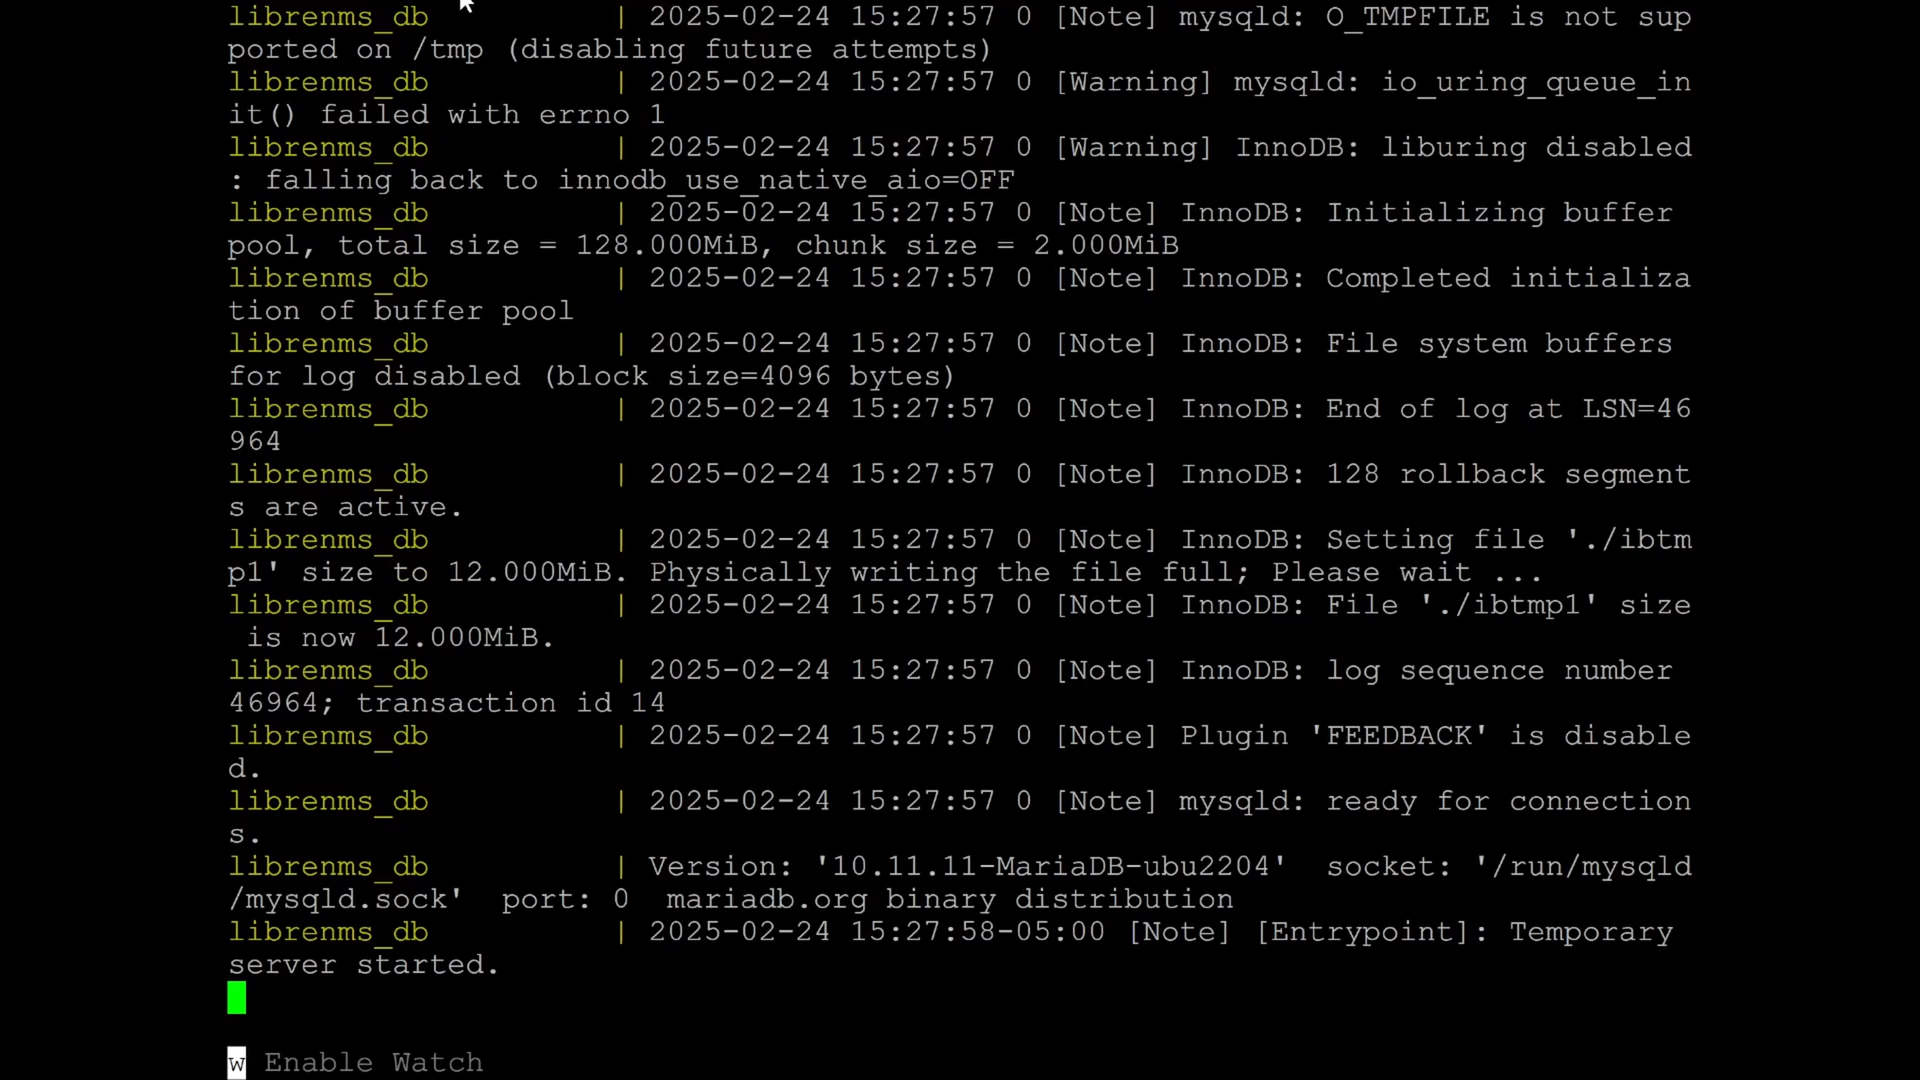 librenms_db | 2025-02-24 15:27:57 0 [Note] mysqld: O_TMPFILE is not sup
ported on /tmp (disabling future attempts)
librenms_db | 2025-02-24 15:27:57 0 [Warning] mysqld: io_uring_queue_in
it() failed with errno 1
librenms_db | 2025-02-24 15:27:57 0 [Warning] InnoDB: liburing disabled
: falling back to innodb_use_native_aio=OFF
librenms_db | 2025-02-24 15:27:57 0 [Note] InnoDB: Initializing buffer
pool, total size = 128.000MiB, chunk size = 2.000MiB
librenms_db | 2025-02-24 15:27:57 0 [Note] InnoDB: Completed initializa
tion of buffer pool
librenms_db | 2025-02-24 15:27:57 0 [Note] InnoDB: File system buffers
for log disabled (block size=4096 bytes)
librenms_db | 2025-02-24 15:27:57 0 [Note] InnoDB: End of log at LSN=46
964
librenms_db | 2025-02-24 15:27:57 0 [Note] InnoDB: 128 rollback segment
s are active.
librenms_db | 2025-02-24 15:27:57 0 [Note] InnoDB: Setting file './ibtm
p1' size to 12.000MiB. Physically writing the file full; Please wait ...
librenms_db | 2025-02-24 15:27:57 0 [Note] InnoDB: File './ibtmp1' size
is now 12.000MiB.
librenms_db | 2025-02-24 15:27:57 0 [Note] InnoDB: log sequence number
46964; transaction id 14
librenms_db | 2025-02-24 15:27:57 0 [Note] Plugin 'FEEDBACK' is disable
d.
librenms_db | 2025-02-24 15:27:57 0 [Note] mysqld: ready for connection
s.
librenms_db | Version: '10.11.11-MariaDB-ubu2204'  socket: '/run/mysqld
/mysqld.sock'  port: 0  mariadb.org binary distribution
librenms_db | 2025-02-24 15:27:58-05:00 [Note] [Entrypoint]: Temporary
server started.
w Enable Watch